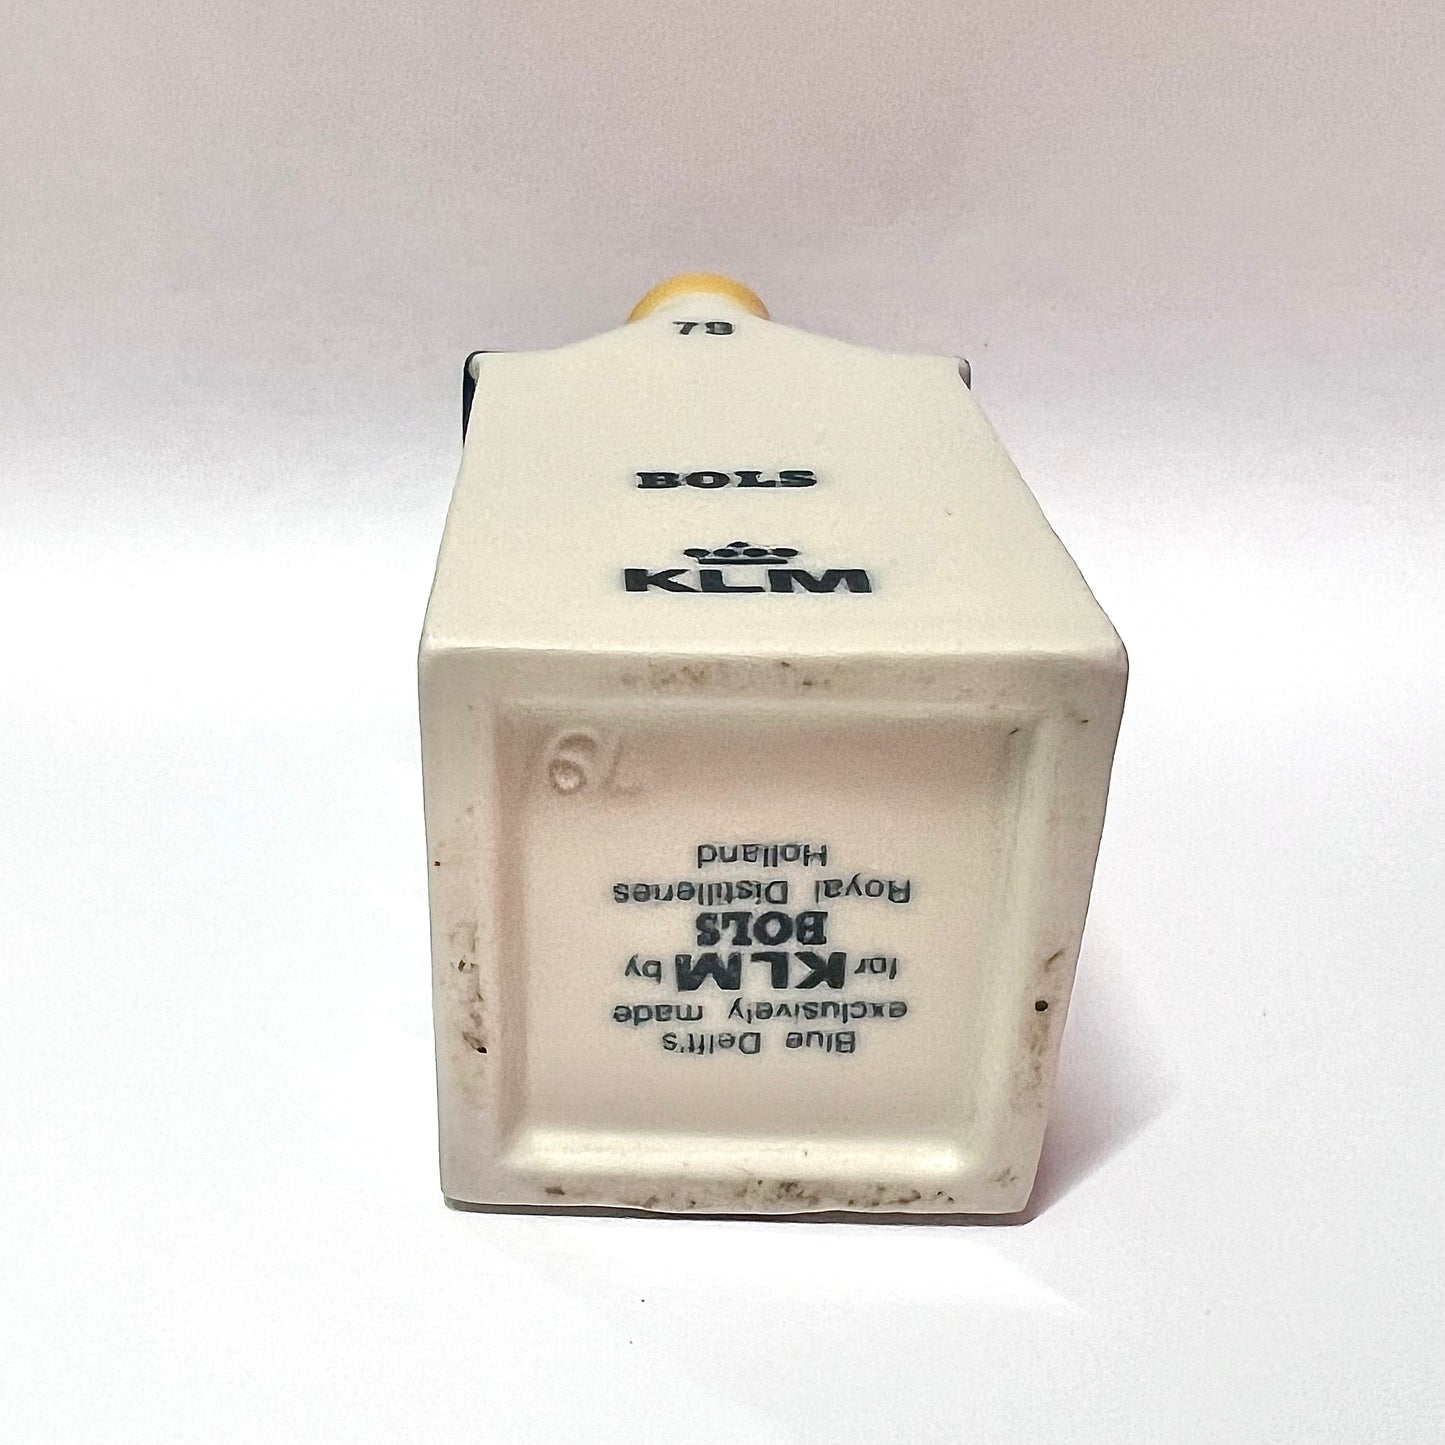 79
BOLS
KLM
79
Blue Delft's
exclusively made
for KLM by
BOLS
Royal Distilleries
Holland